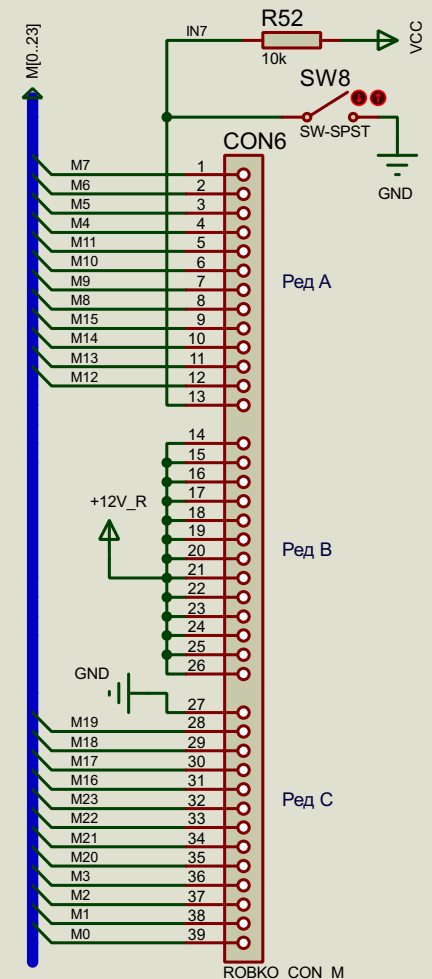 M[0..23]
IN7
R52
10k
VCC
SW8
SW-SPST
GND
CON6
M7 1
M6 2
M5 3
M4 4
M11 5
M10 6
M9 7
M8 8
M15 9
M14 10
M13 11
M12 12
13
Ред A
14
15
16
17
18
19
20
21
22
23
24
25
26
+12V_R
Ред B
GND
27
M19 28
M18 29
M17 30
M16 31
M23 32
M22 33
M21 34
M20 35
M3 36
M2 37
M1 38
M0 39
Ред C
ROBKO_CON_M